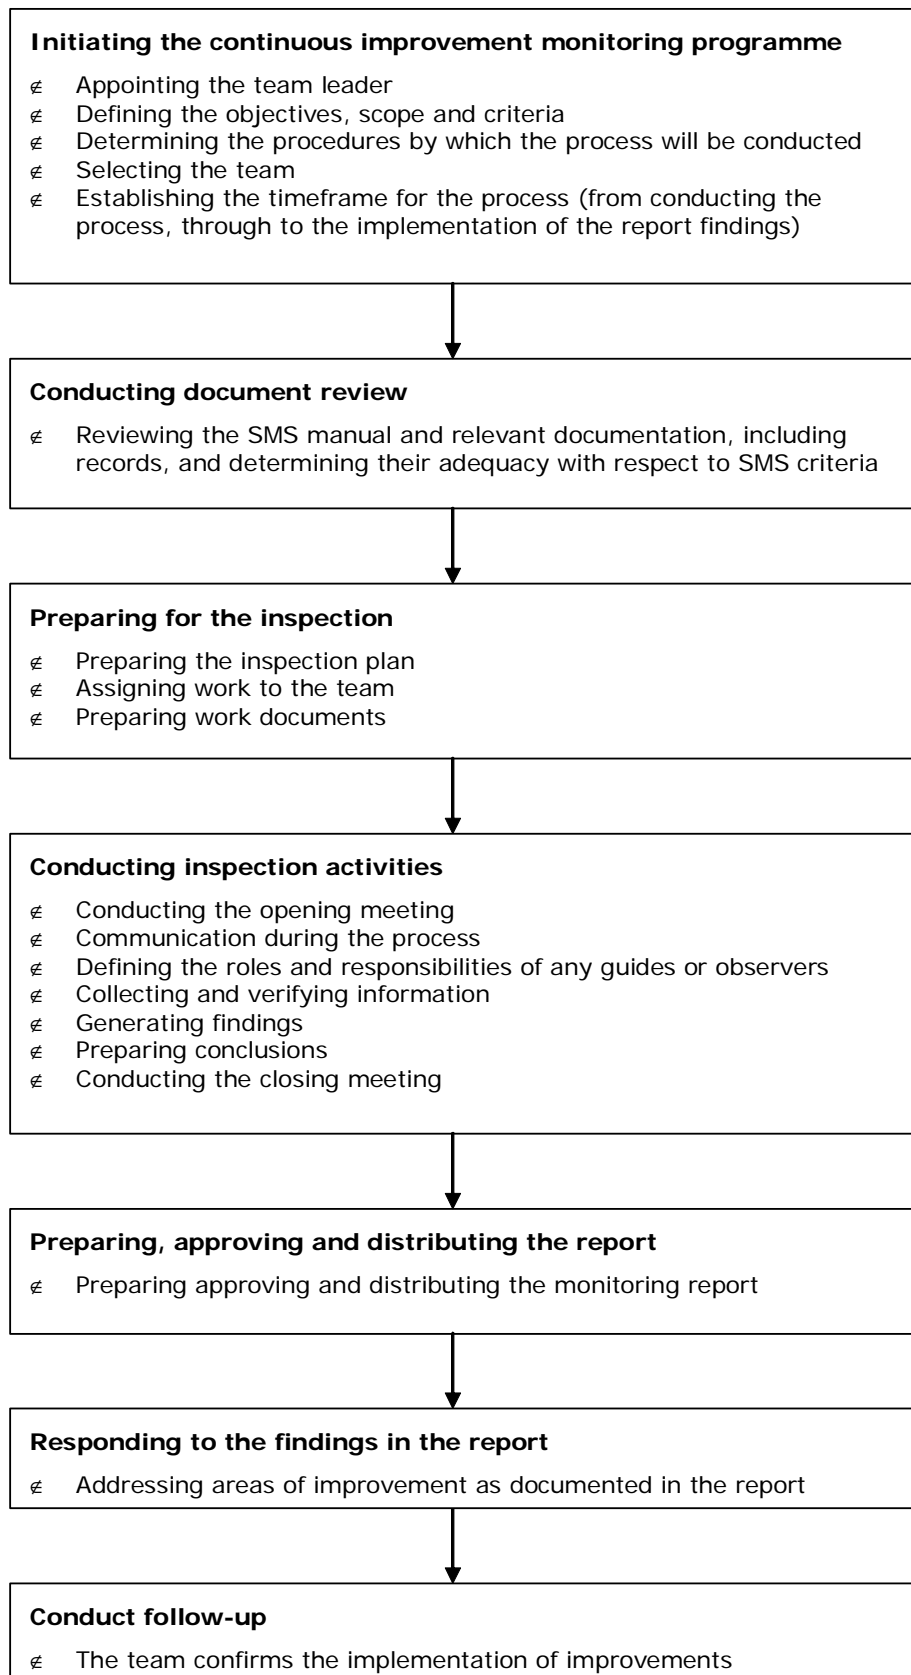 Initiating the continuous improvement monitoring programme
∉ Appointing the team leader
∉ Defining the objectives, scope and criteria
∉ Determining the procedures by which the process will be conducted
∉ Selecting the team
∉ Establishing the timeframe for the process (from conducting the
process, through to the implementation of the report findings)
Conducting document review
∉ Reviewing the SMS manual and relevant documentation, including
records, and determining their adequacy with respect to SMS criteria
Preparing for the inspection
∉ Preparing the inspection plan
∉ Assigning work to the team
∉ Preparing work documents
Conducting inspection activities
∉ Conducting the opening meeting
∉ Communication during the process
∉ Defining the roles and responsibilities of any guides or observers
∉ Collecting and verifying information
∉ Generating findings
∉ Preparing conclusions
∉ Conducting the closing meeting
Preparing, approving and distributing the report
∉ Preparing approving and distributing the monitoring report
Responding to the findings in the report
∉ Addressing areas of improvement as documented in the report
Conduct follow-up
∉ The team confirms the implementation of improvements